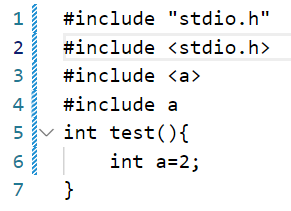 1 #include "stdio.h"
2 #include <stdio.h>
3 #include <a>
4 #include a
5 int test(){
6     int a=2;
7 }